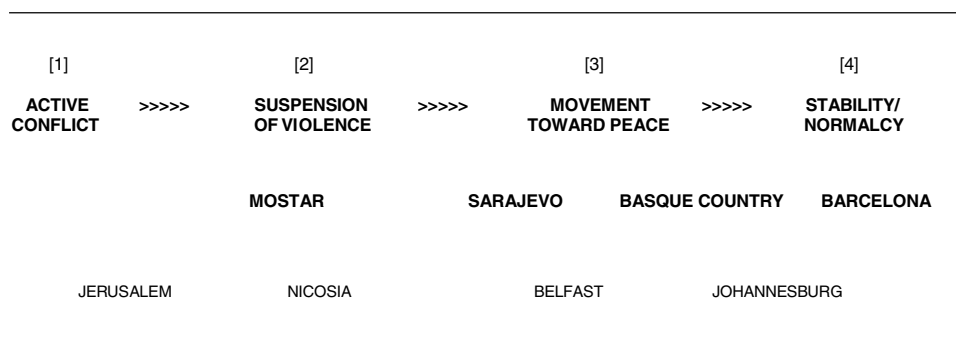 [1] [2] [3] [4]
ACTIVE >>>>> SUSPENSION >>>>> MOVEMENT >>>>> STABILITY/
CONFLICT OF VIOLENCE TOWARD PEACE NORMALCY
MOSTAR SARAJEVO BASQUE COUNTRY BARCELONA
JERUSALEM NICOSIA BELFAST JOHANNESBURG